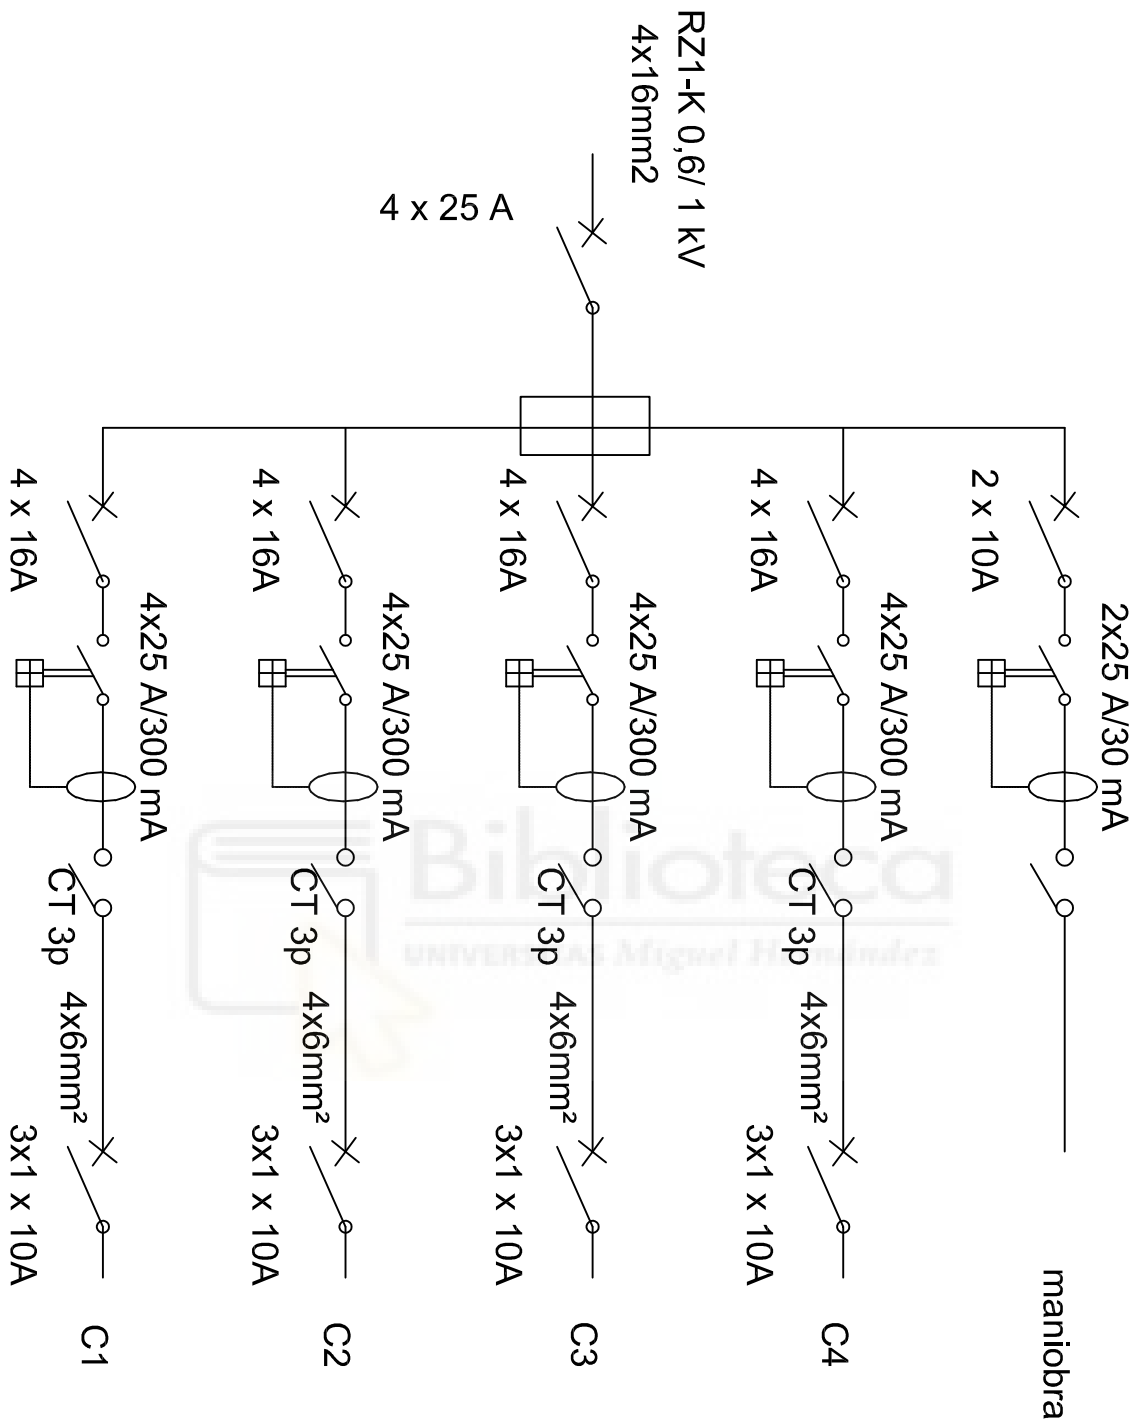 RZ1-K 0,6/ 1 kV
4x16mm2
4 x 25 A
4 x 16A
4x25 A/300 mA
CT 3p
4x6mm²
3x1 x 10A
C1
4 x 16A
4x25 A/300 mA
CT 3p
4x6mm²
3x1 x 10A
C2
4 x 16A
4x25 A/300 mA
CT 3p
4x6mm²
3x1 x 10A
C3
4 x 16A
4x25 A/300 mA
CT 3p
4x6mm²
3x1 x 10A
C4
2 x 10A
2x25 A/30 mA
maniobra
Biblioteca
UNIVERSITAS Miguel Hernández